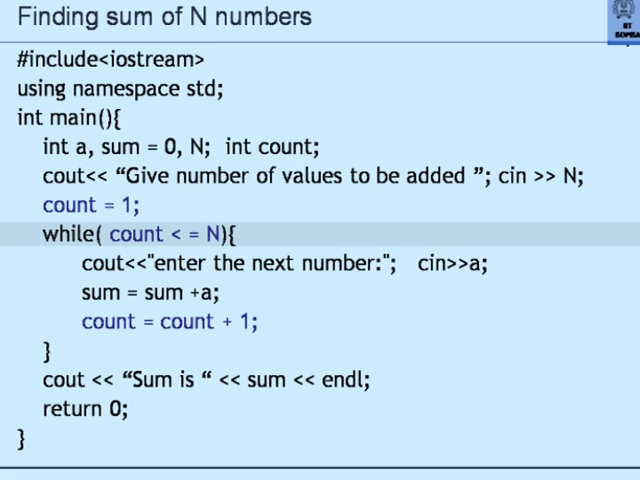 Finding sum of N numbers
IIT
BOMBA
#include<iostream>
using namespace std;
int main(){
int a, sum = 0, N;  int count;
cout<< “Give number of values to be added ”; cin >> N;
count = 1;
while( count < = N){
cout<<"enter the next number:";   cin>>a;
sum = sum +a;
count = count + 1;
}
cout << “Sum is “ << sum << endl;
return 0;
}